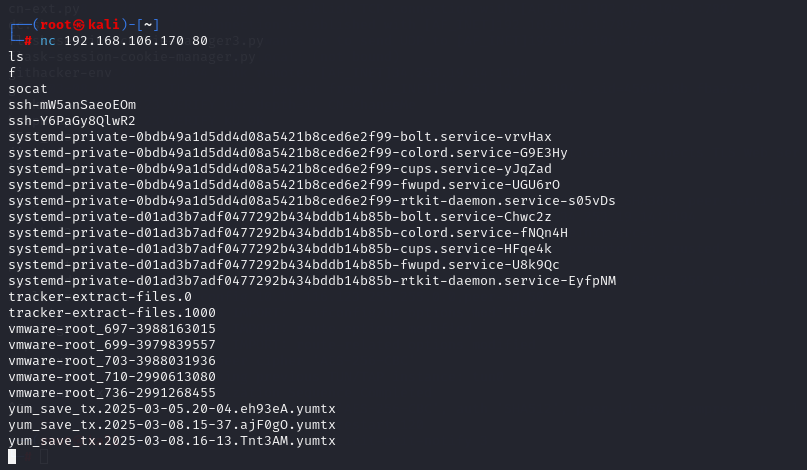 ┌──(root㉿kali)-[~]
└─# nc 192.168.106.170 80
ls
f
socat
ssh-mW5anSaeoEOm
ssh-Y6PaGy8QlwR2
systemd-private-0bdb49a1d5dd4d08a5421b8ced6e2f99-bolt.service-vrvHax
systemd-private-0bdb49a1d5dd4d08a5421b8ced6e2f99-colord.service-G9E3Hy
systemd-private-0bdb49a1d5dd4d08a5421b8ced6e2f99-cups.service-yJqZad
systemd-private-0bdb49a1d5dd4d08a5421b8ced6e2f99-fwupd.service-UGU6rO
systemd-private-0bdb49a1d5dd4d08a5421b8ced6e2f99-rtkit-daemon.service-s05vDs
systemd-private-d01ad3b7adf0477292b434bddb14b85b-bolt.service-Chwc2z
systemd-private-d01ad3b7adf0477292b434bddb14b85b-colord.service-fNQn4H
systemd-private-d01ad3b7adf0477292b434bddb14b85b-cups.service-HFqe4k
systemd-private-d01ad3b7adf0477292b434bddb14b85b-fwupd.service-U8k9Qc
systemd-private-d01ad3b7adf0477292b434bddb14b85b-rtkit-daemon.service-EyfpNM
tracker-extract-files.0
tracker-extract-files.1000
vmware-root_697-3988163015
vmware-root_699-3979839557
vmware-root_703-3988031936
vmware-root_710-2990613080
vmware-root_736-2991268455
yum_save_tx.2025-03-05.20-04.eh93eA.yumtx
yum_save_tx.2025-03-08.15-37.ajF0gO.yumtx
yum_save_tx.2025-03-08.16-13.Tnt3AM.yumtx